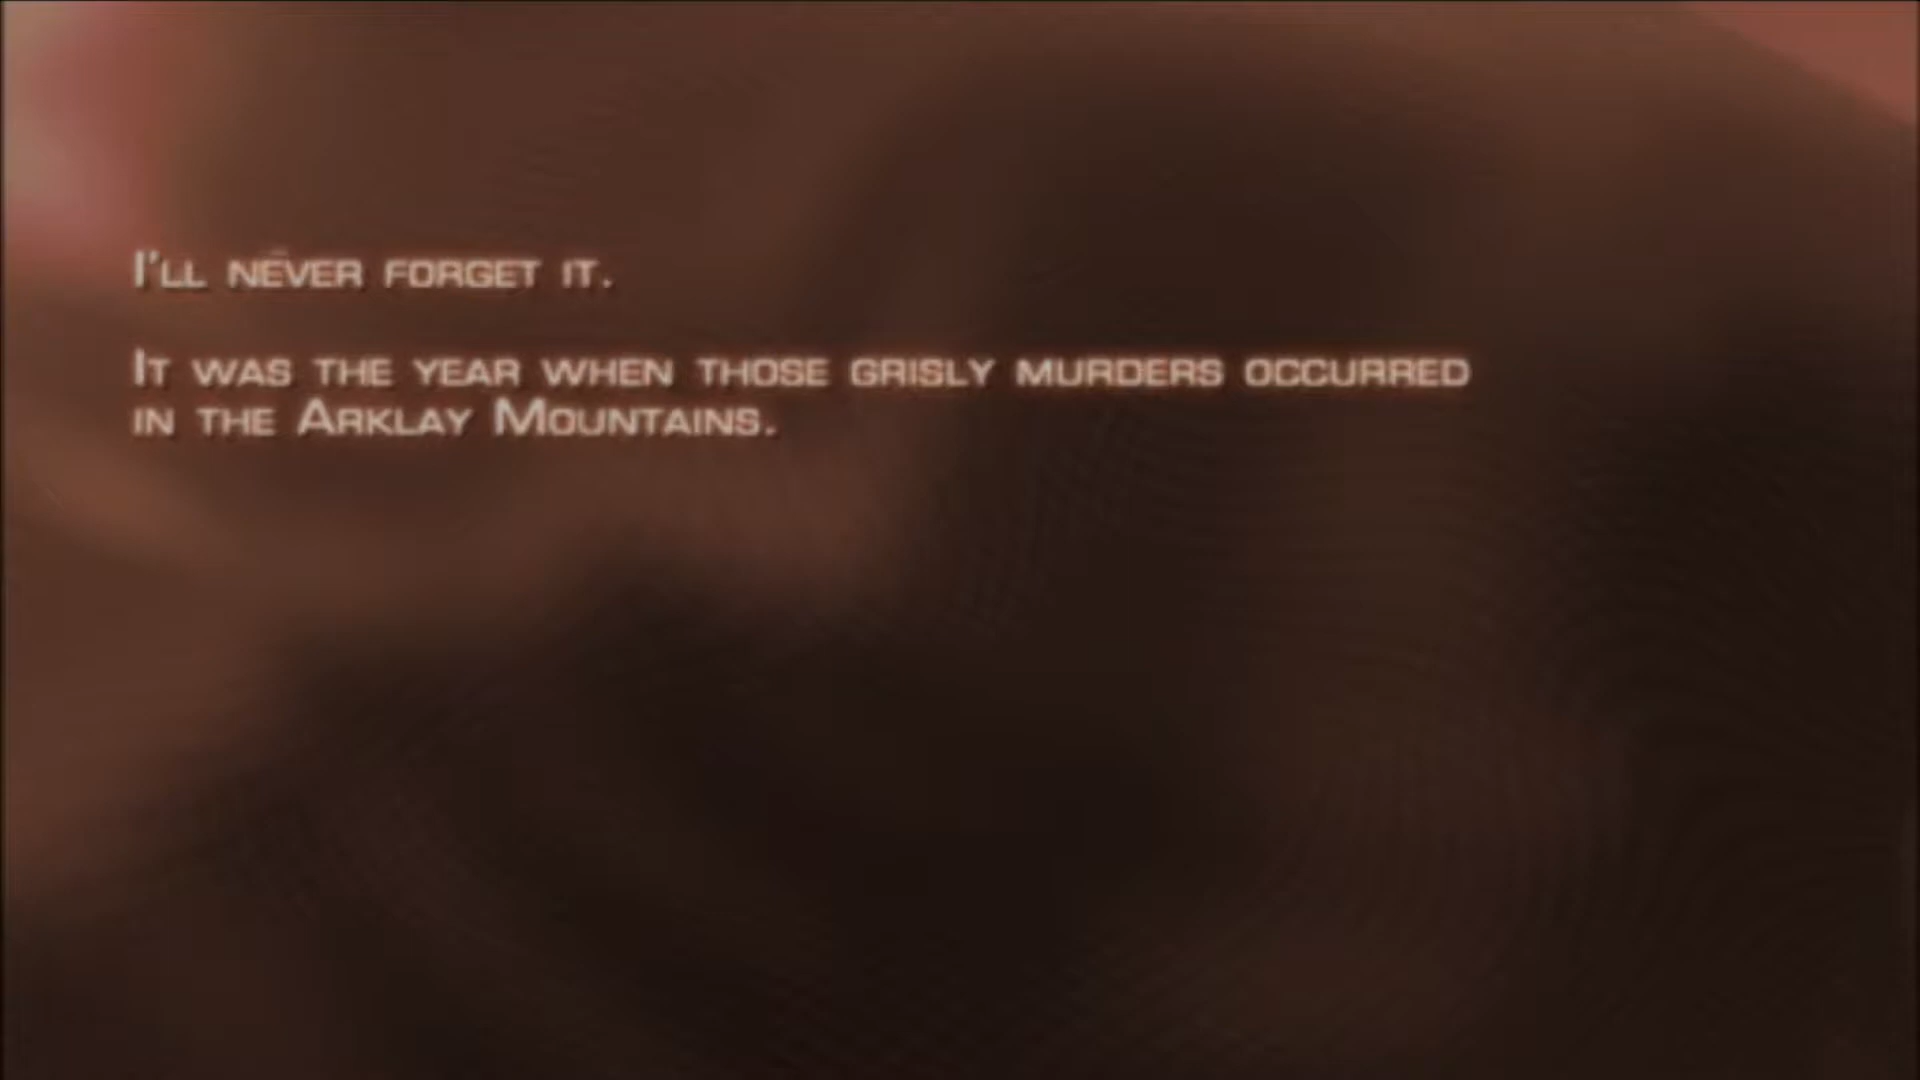 I'll never forget it.
It was the year when those grisly murders occurred
in the Arklay Mountains.